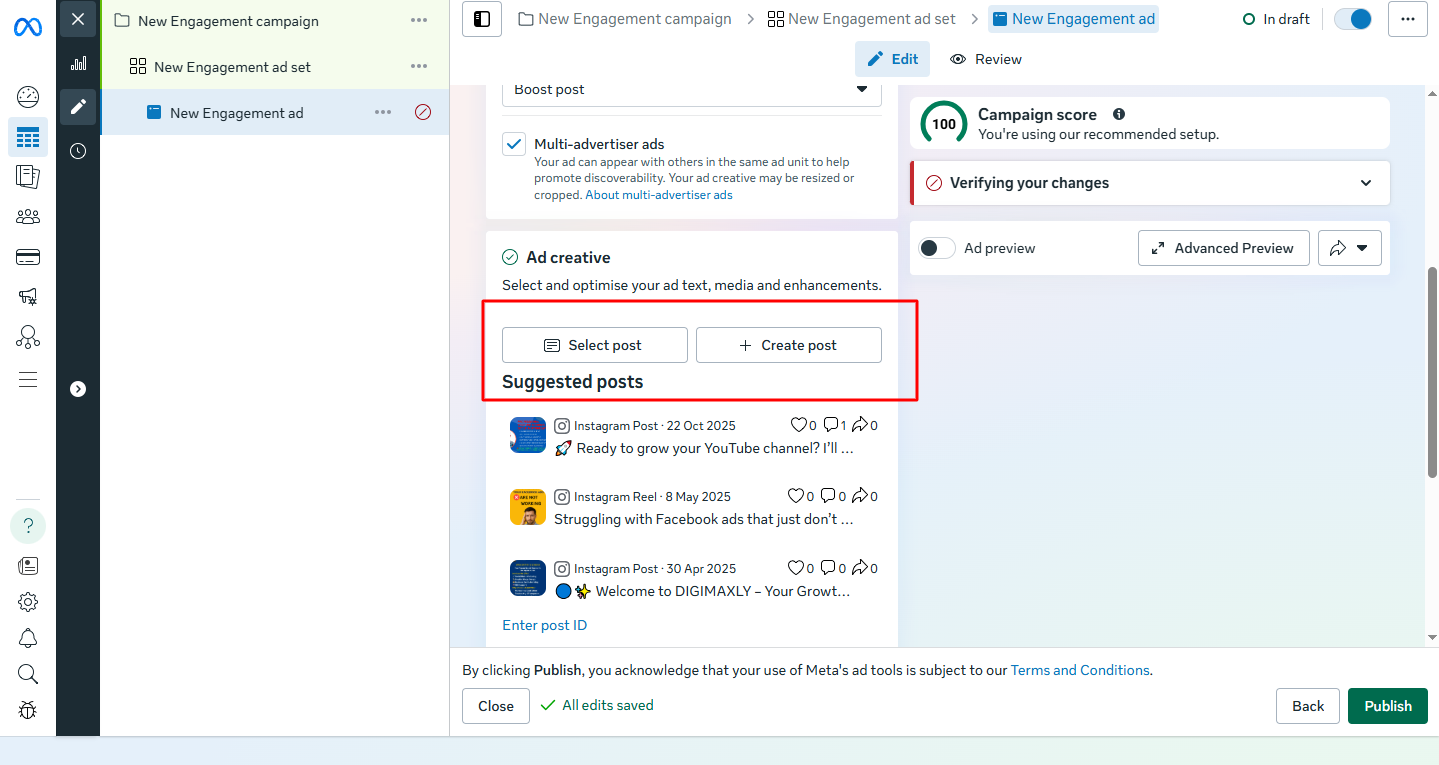 New Engagement campaign
New Engagement ad set
New Engagement ad
New Engagement campaign
New Engagement ad set
New Engagement ad
In draft
Edit
Review
Boost post
Multi-advertiser ads
Your ad can appear with others in the same ad unit to help
promote discoverability. Your ad creative may be resized or
cropped. About multi-advertiser ads
Ad creative
Select and optimise your ad text, media and enhancements.
Select post
Create post
Suggested posts
Instagram Post · 22 Oct 2025
0 1 0
🚀 Ready to grow your YouTube channel? I'll ...
ARE NOT
WORKING
Instagram Reel · 8 May 2025
0 0 0
Struggling with Facebook ads that just don't ...
Instagram Post · 30 Apr 2025
0 0 0
🔵✨ Welcome to DIGIMAXLY – Your Growt...
Enter post ID
100
Campaign score
You're using our recommended setup.
Verifying your changes
Ad preview
Advanced Preview
By clicking Publish, you acknowledge that your use of Meta's ad tools is subject to our Terms and Conditions.
Close
All edits saved
Back
Publish